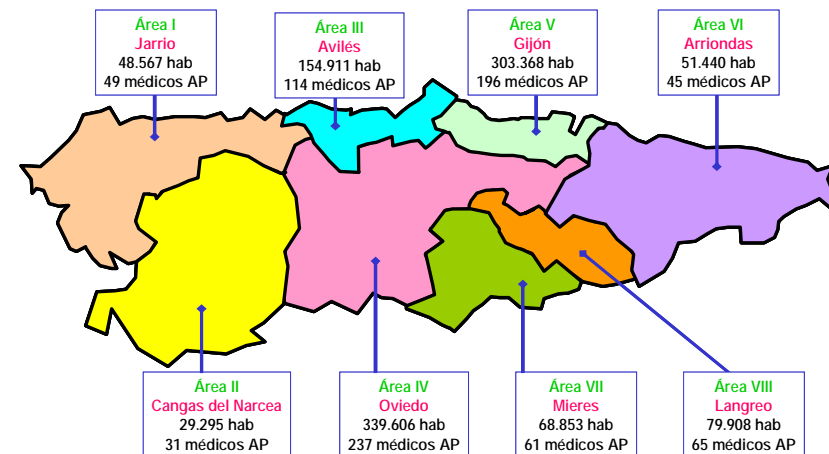 Área I
Jarrio
48.567 hab
49 médicos AP
Área III
Avilés
154.911 hab
114 médicos AP
Área V
Gijón
303.368 hab
196 médicos AP
Área VI
Arriondas
51.440 hab
45 médicos AP
Área II
Cangas del Narcea
29.295 hab
31 médicos AP
Área IV
Oviedo
339.606 hab
237 médicos AP
Área VII
Mieres
68.853 hab
61 médicos AP
Área VIII
Langreo
79.908 hab
65 médicos AP